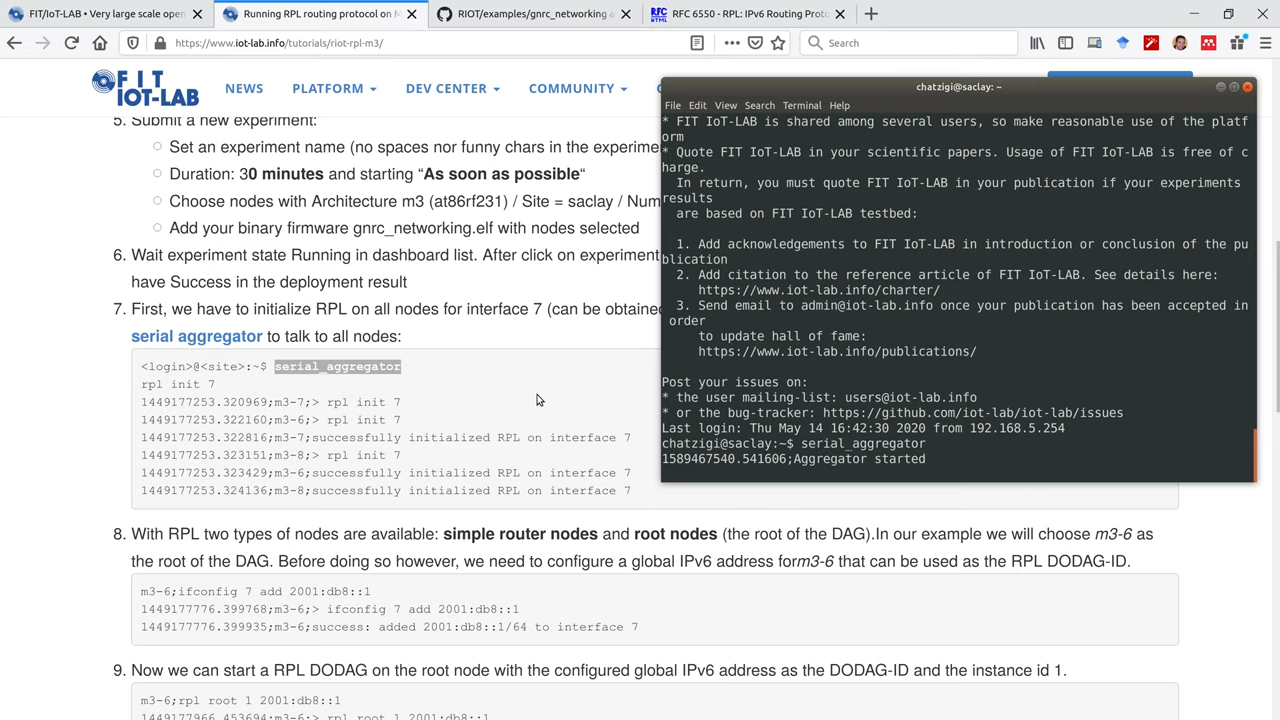 FIT/IoT-LAB • Very large scale open
Running RPL routing protocol on M
RIOT/examples/gnrc_networking a
RFC 6550 - RPL: IPv6 Routing Proto
https://www.iot-lab.info/tutorials/riot-rpl-m3/
Search
FIT IOT-LAB
NEWS
PLATFORM
DEV CENTER
COMMUNITY
5. Submit a new experiment:
Set an experiment name (no spaces nor funny chars in the experime
Duration: 30 minutes and starting “As soon as possible“
Choose nodes with Architecture m3 (at86rf231) / Site = saclay / Num
Add your binary firmware gnrc_networking.elf with nodes selected
6. Wait experiment state Running in dashboard list. After click on experiment
have Success in the deployment result
7. First, we have to initialize RPL on all nodes for interface 7 (can be obtained
serial aggregator to talk to all nodes:
<login>@<site>:~$ serial_aggregator
rpl init 7
1449177253.320969;m3-7;> rpl init 7
1449177253.322160;m3-6;> rpl init 7
1449177253.322816;m3-7;successfully initialized RPL on interface 7
1449177253.323151;m3-8;> rpl init 7
1449177253.323429;m3-6;successfully initialized RPL on interface 7
1449177253.324136;m3-8;successfully initialized RPL on interface 7
8. With RPL two types of nodes are available: simple router nodes and root nodes (the root of the DAG).In our example we will choose m3-6 as
the root of the DAG. Before doing so however, we need to configure a global IPv6 address form3-6 that can be used as the RPL DODAG-ID.
m3-6;ifconfig 7 add 2001:db8::1
1449177776.399768;m3-6;> ifconfig 7 add 2001:db8::1
1449177776.399935;m3-6;success: added 2001:db8::1/64 to interface 7
9. Now we can start a RPL DODAG on the root node with the configured global IPv6 address as the DODAG-ID and the instance id 1.
m3-6;rpl root 1 2001:db8::1
1449177966.453694;m3-6;> rpl root 1 2001:db8::1
chatzigi@saclay: ~
File Edit View Search Terminal Help
* FIT IoT-LAB is shared among several users, so make reasonable use of the platf
orm
* Quote FIT IoT-LAB in your scientific papers. Usage of FIT IoT-LAB is free of c
harge.
In return, you must quote FIT IoT-LAB in your publication if your experiments
results
are based on FIT IoT-LAB testbed:
1. Add acknowledgements to FIT IoT-LAB in introduction or conclusion of the pu
blication
2. Add citation to the reference article of FIT IoT-LAB. See details here:
https://www.iot-lab.info/charter/
3. Send email to admin@iot-lab.info once your publication has been accepted in
order
to update hall of fame:
https://www.iot-lab.info/publications/
Post your issues on:
* the user mailing-list: users@iot-lab.info
* or the bug-tracker: https://github.com/iot-lab/iot-lab/issues
Last login: Thu May 14 16:42:30 2020 from 192.168.5.254
chatzigi@saclay:~$ serial_aggregator
1589467540.541606;Aggregator started